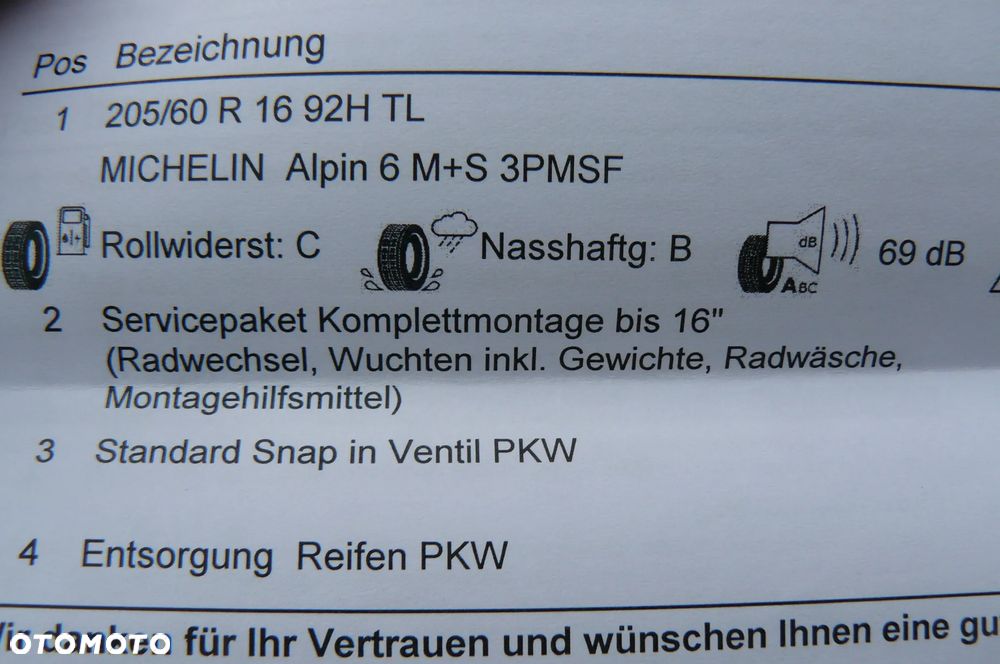 Pos Bezeichnung
1 205/60 R 16 92H TL
MICHELIN Alpin 6 M+S 3PMSF
Rollwiderst: C Nasshaftg: B dB ABC 69 dB
2 Servicepaket Komplettmontage bis 16"
(Radwechsel, Wuchten inkl. Gewichte, Radwäsche,
Montagehilfsmittel)
3 Standard Snap in Ventil PKW
4 Entsorgung Reifen PKW
für Ihr Vertrauen und wünschen Ihnen eine gu
OTOMOTO